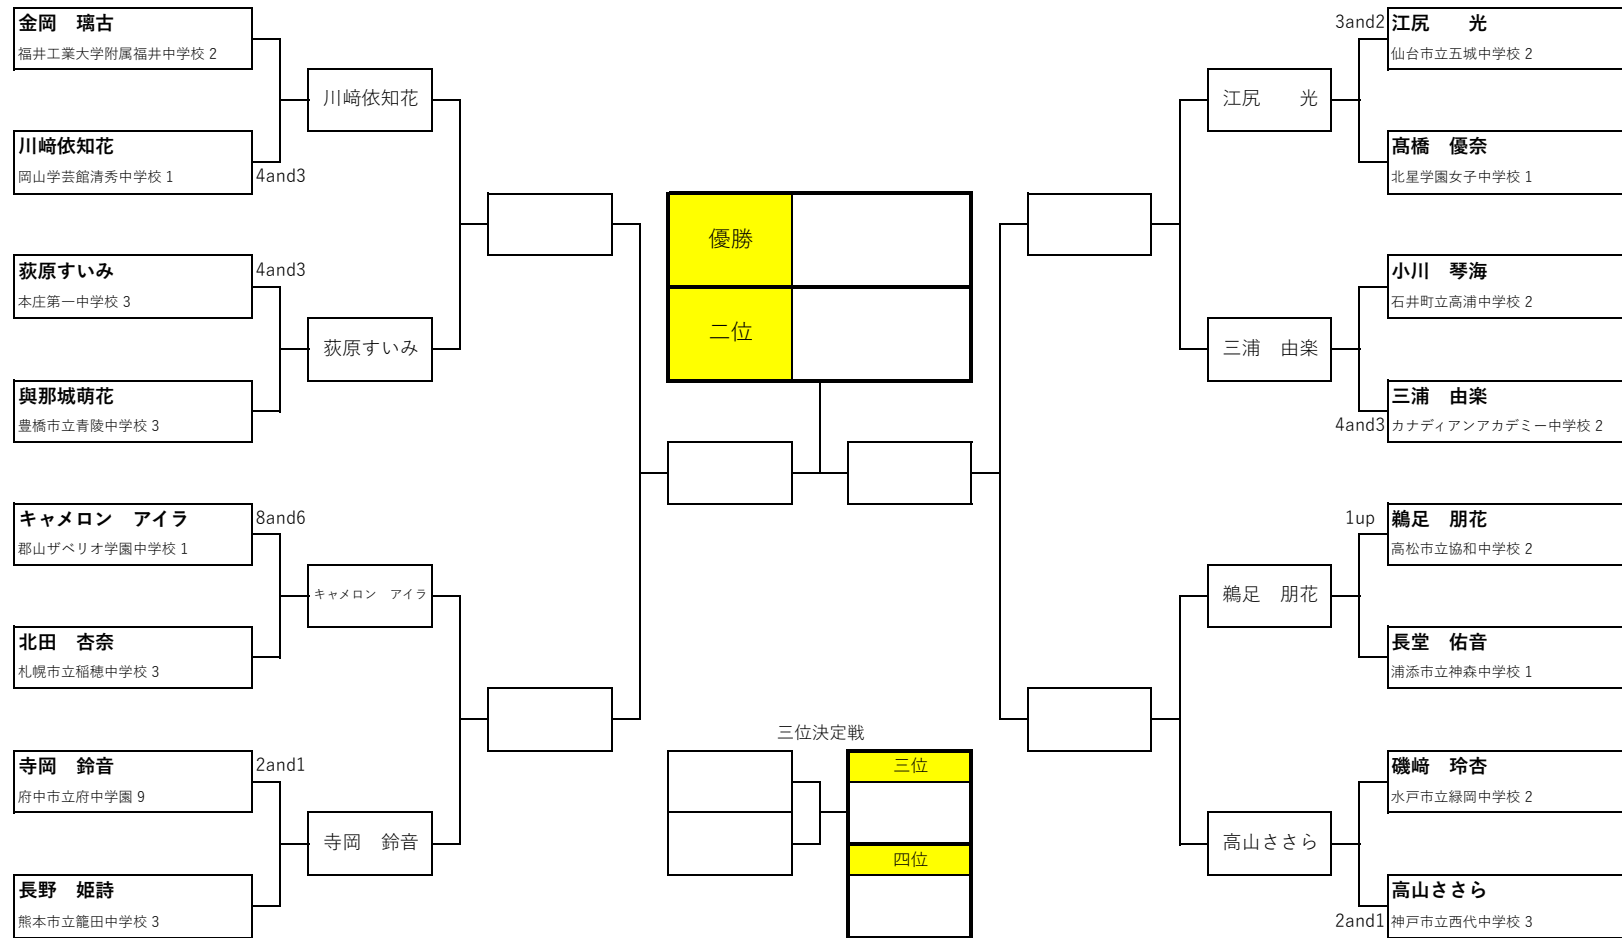 金岡　璃古
福井工業大学附属福井中学校 2
川﨑依知花
川﨑依知花
岡山学芸館清秀中学校 1
4and3
荻原すいみ
本庄第一中学校 3
4and3
荻原すいみ
與那城萌花
豊橋市立青陵中学校 3
キャメロン　アイラ
郡山ザベリオ学園中学校 1
8and6
キャメロン　アイラ
北田　杏奈
札幌市立稲穂中学校 3
寺岡　鈴音
府中市立府中学園 9
2and1
寺岡　鈴音
長野　姫詩
熊本市立龍田中学校 3
優勝
二位
三位決定戦
三位
四位
3and2
江尻　　光
仙台市立五城中学校 2
江尻　　光
髙橋　優奈
北星学園女子中学校 1
小川　琴海
石井町立高浦中学校 2
三浦　由楽
三浦　由楽
4and3
カナディアンアカデミー中学校 2
1up
鵜足　朋花
高松市立協和中学校 2
鵜足　朋花
長堂　佑音
浦添市立神森中学校 1
磯﨑　玲杏
水戸市立緑岡中学校 2
高山ささら
高山ささら
2and1
神戸市立西代中学校 3